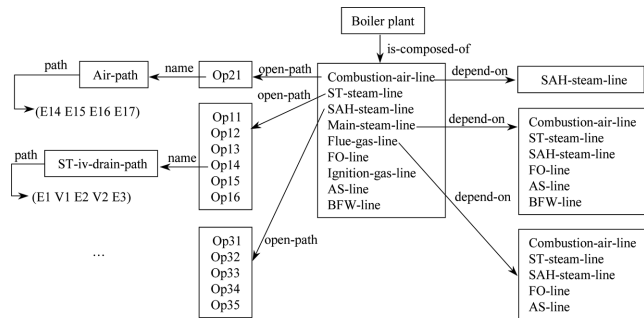 Boiler plant
is-composed-of
path
Air-path
name
Op21
open-path
(E14 E15 E16 E17)
Combustion-air-line
ST-steam-line
SAH-steam-line
Main-steam-line
Flue-gas-line
FO-line
Ignition-gas-line
AS-line
BFW-line
depend-on
SAH-steam-line
open-path
Op11
Op12
Op13
Op14
Op15
Op16
path
ST-iv-drain-path
name
(E1 V1 E2 V2 E3)
depend-on
Combustion-air-line
ST-steam-line
SAH-steam-line
FO-line
AS-line
BFW-line
depend-on
open-path
...
Op31
Op32
Op33
Op34
Op35
Combustion-air-line
ST-steam-line
SAH-steam-line
FO-line
AS-line